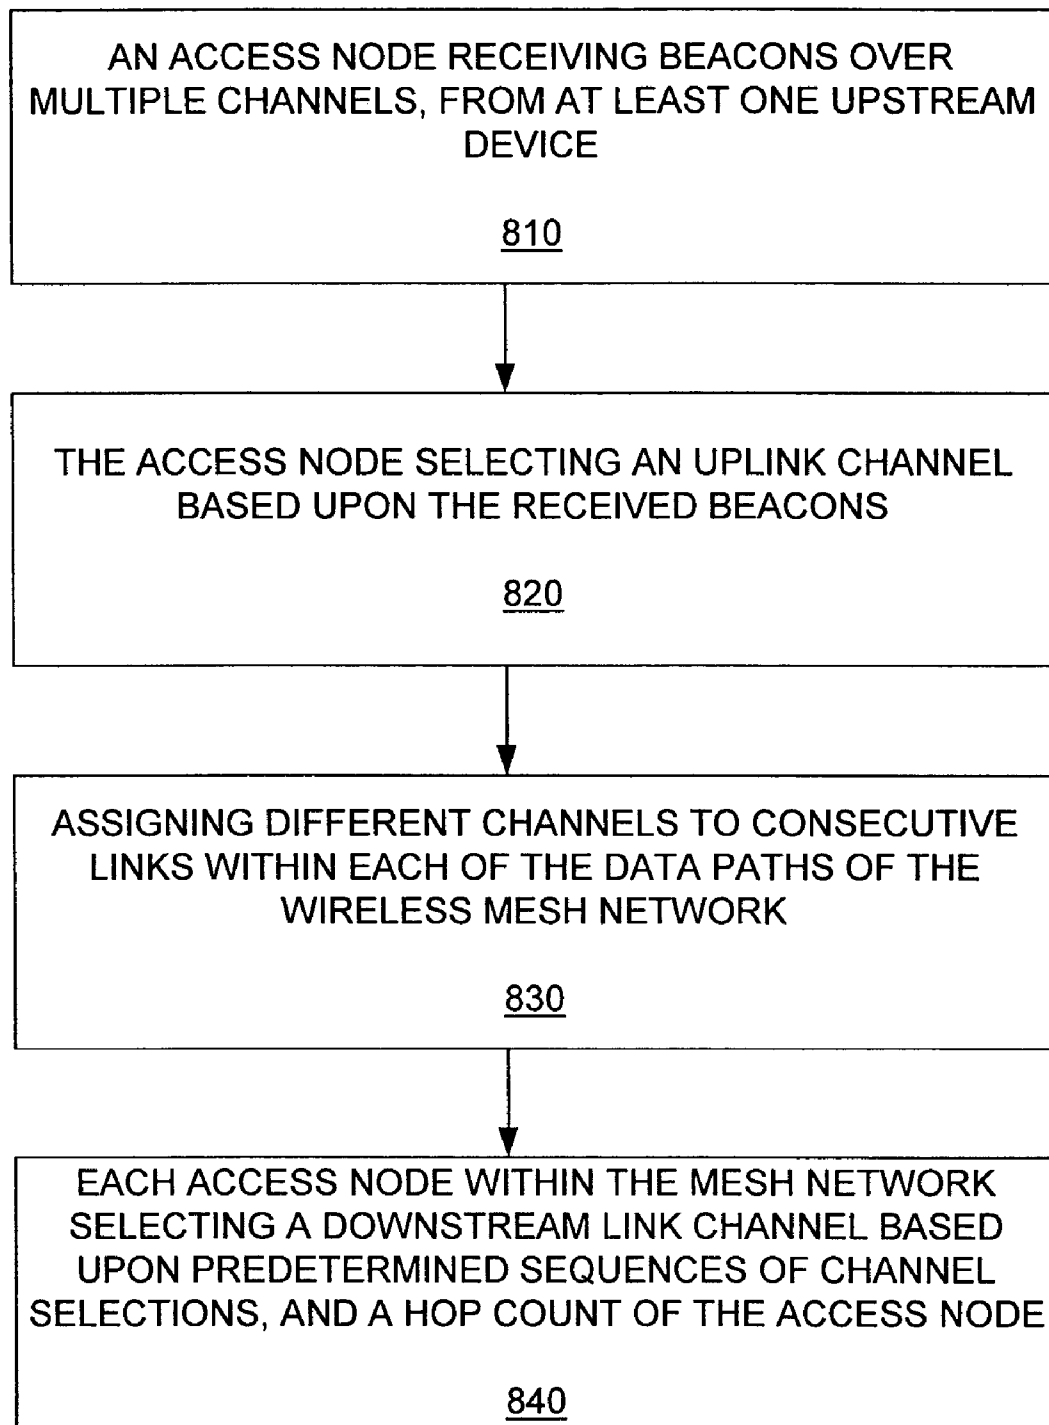 AN ACCESS NODE RECEIVING BEACONS OVER
MULTIPLE CHANNELS, FROM AT LEAST ONE UPSTREAM
DEVICE
810
THE ACCESS NODE SELECTING AN UPLINK CHANNEL
BASED UPON THE RECEIVED BEACONS
820
ASSIGNING DIFFERENT CHANNELS TO CONSECUTIVE
LINKS WITHIN EACH OF THE DATA PATHS OF THE
WIRELESS MESH NETWORK
830
EACH ACCESS NODE WITHIN THE MESH NETWORK
SELECTING A DOWNSTREAM LINK CHANNEL BASED
UPON PREDETERMINED SEQUENCES OF CHANNEL
SELECTIONS, AND A HOP COUNT OF THE ACCESS NODE
840